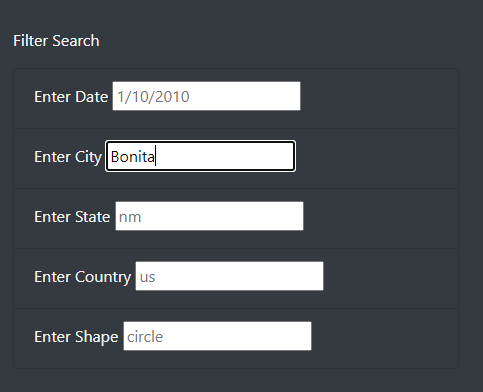 Filter Search
Enter Date 1/10/2010
Enter City Bonita
Enter State nm
Enter Country us
Enter Shape circle